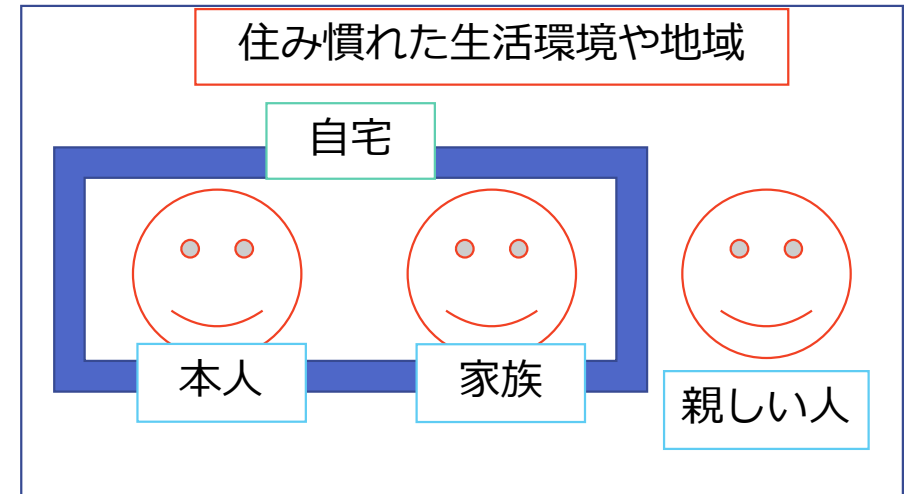 住み慣れた生活環境や地域
自宅
本人
家族
親しい人